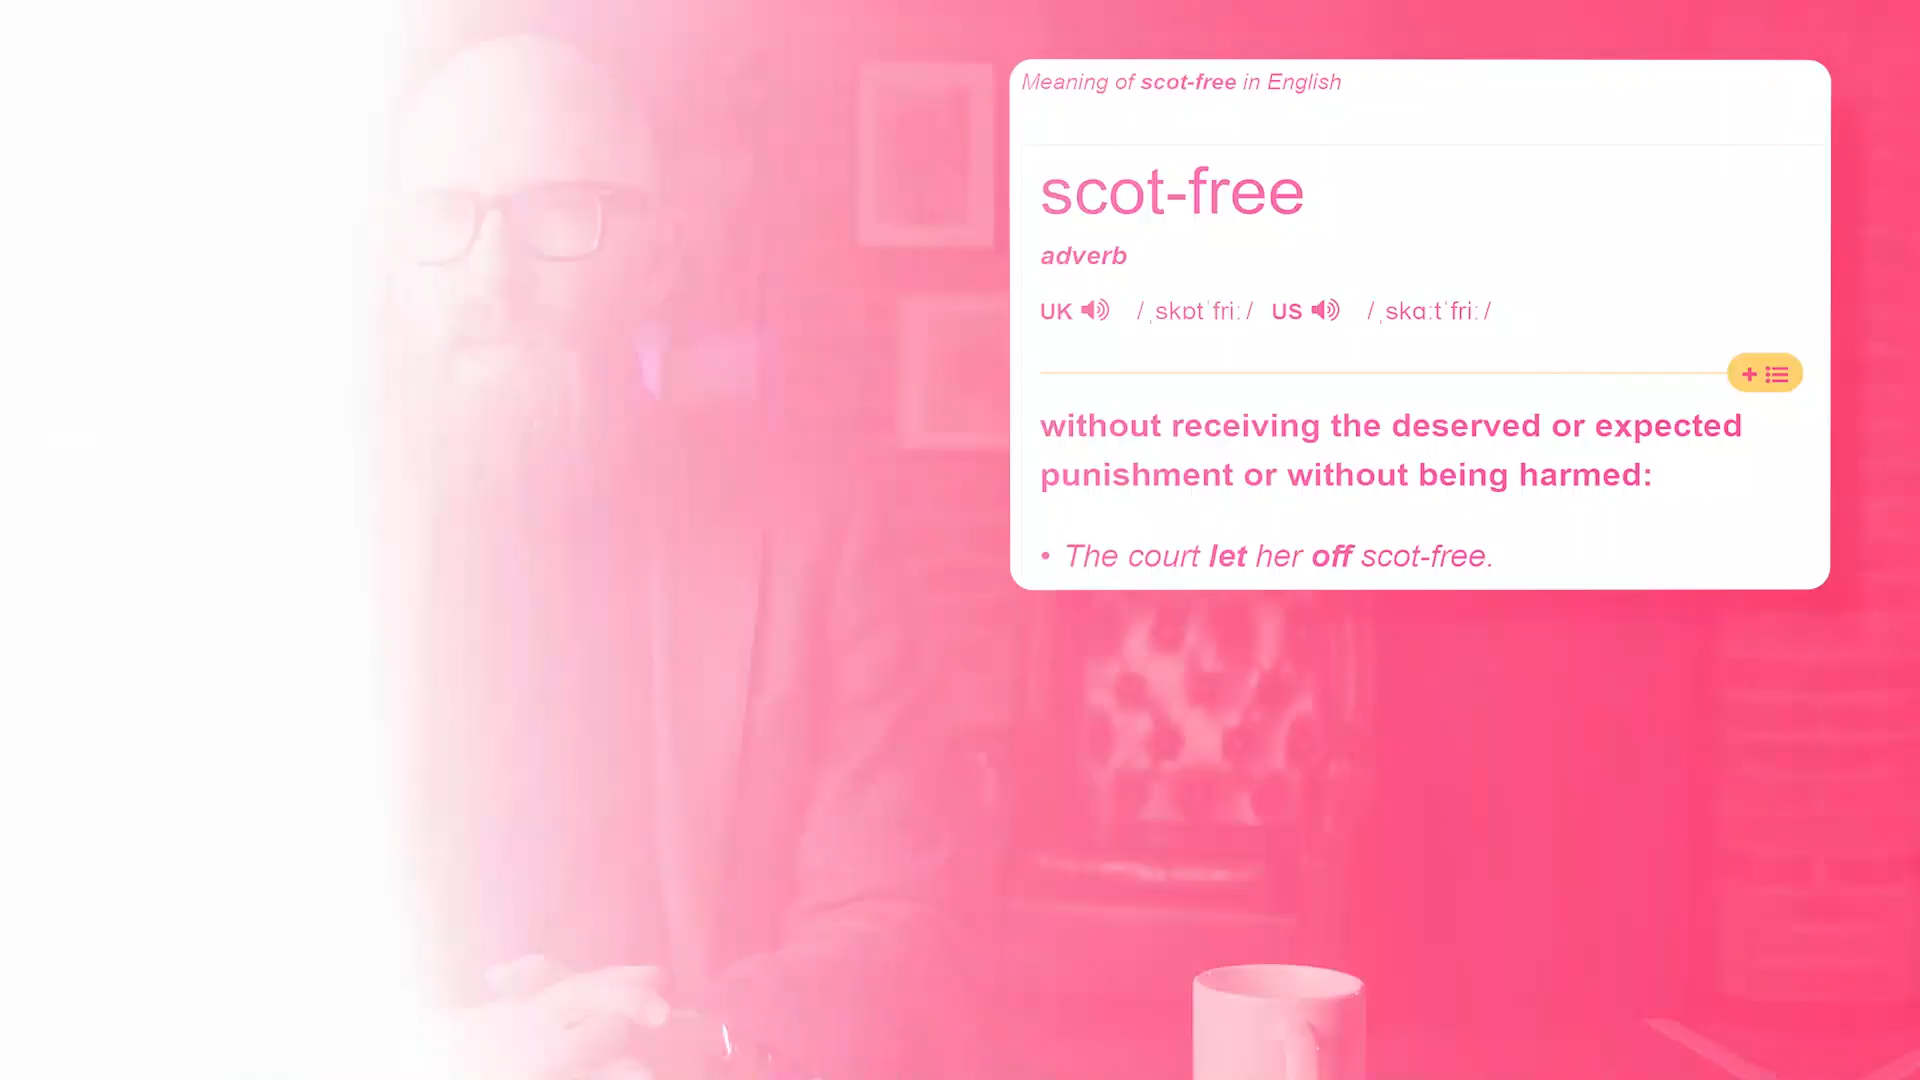 Meaning of scot-free in English
scot-free
adverb
UK /ˌskɒtˈfriː/ US /ˌskɑːtˈfriː/
without receiving the deserved or expected
punishment or without being harmed:
• The court let her off scot-free.